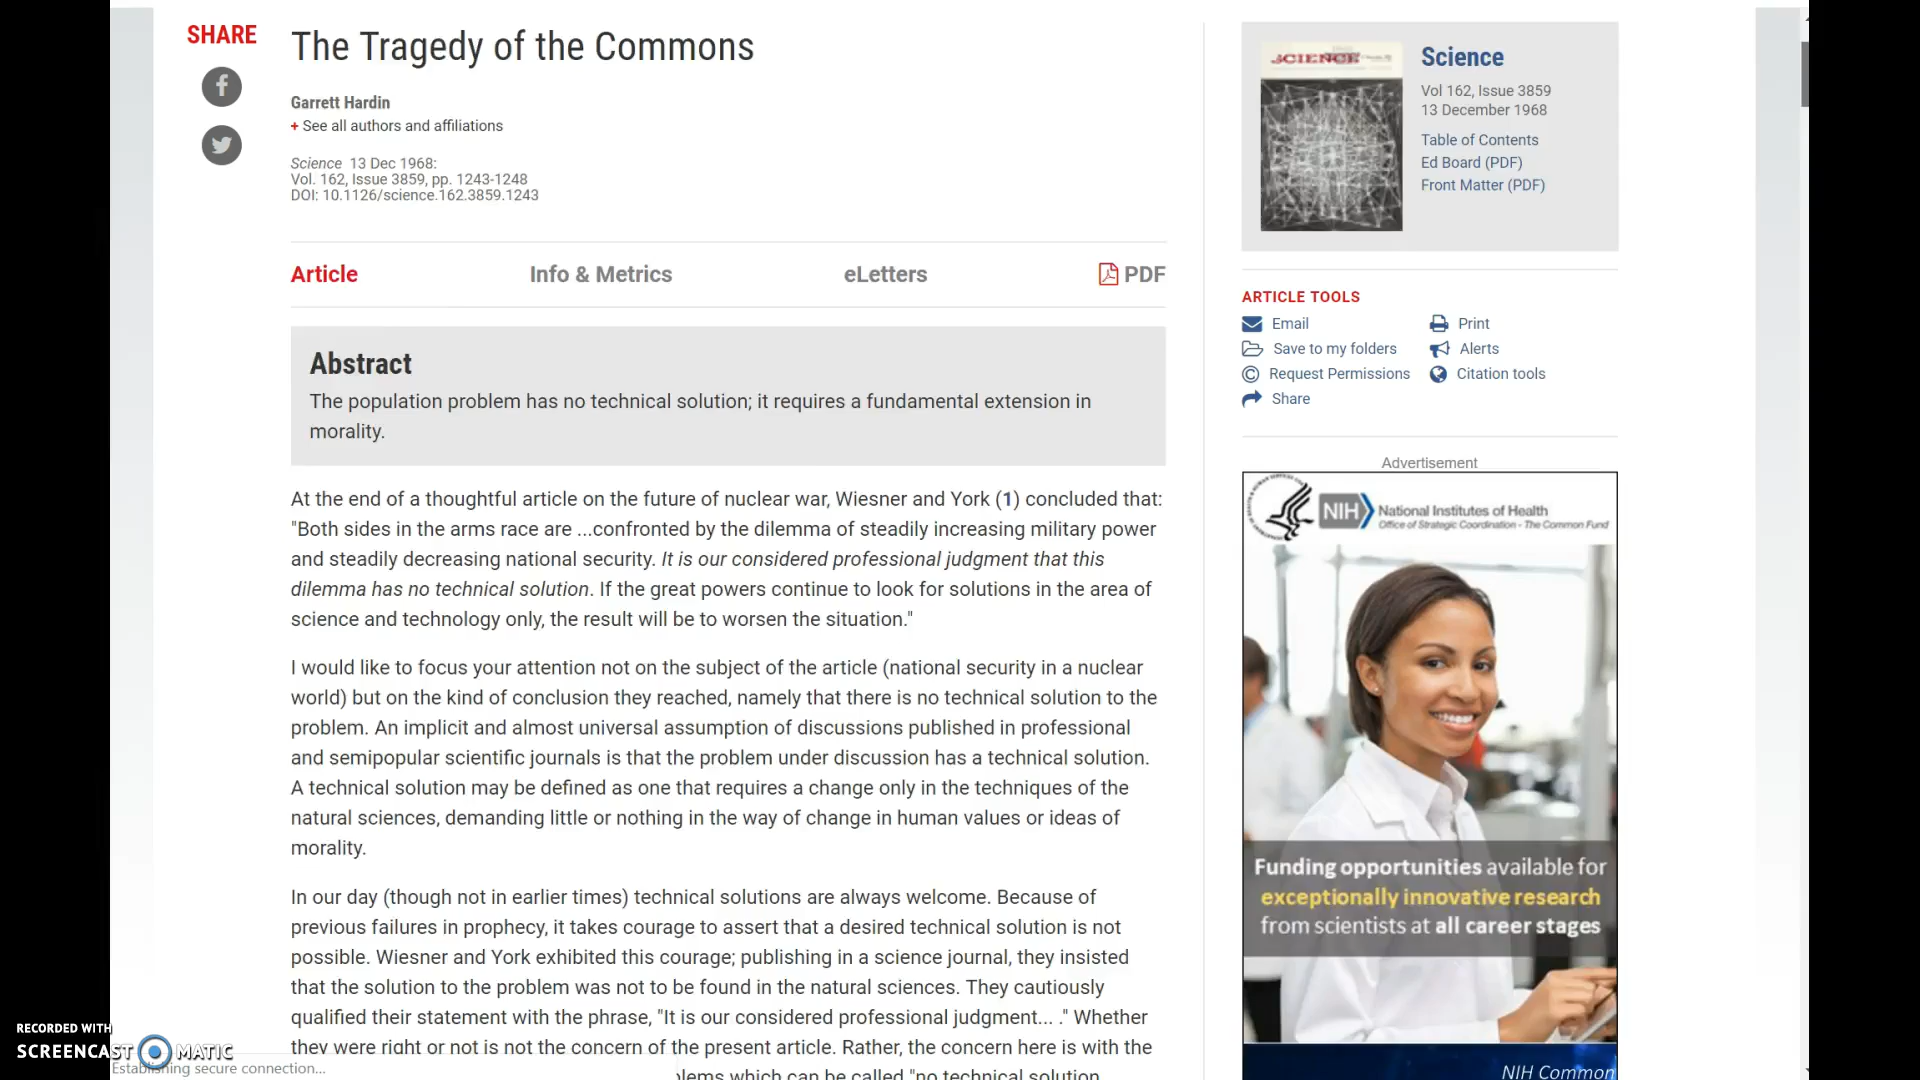 SHARE
The Tragedy of the Commons
Garrett Hardin
+ See all authors and affiliations
Science 13 Dec 1968:
Vol. 162, Issue 3859, pp. 1243-1248
DOI: 10.1126/science.162.3859.1243
Article
Info & Metrics
eLetters
PDF
Abstract
The population problem has no technical solution; it requires a fundamental extension in
morality.
At the end of a thoughtful article on the future of nuclear war, Wiesner and York (1) concluded that:
"Both sides in the arms race are ...confronted by the dilemma of steadily increasing military power
and steadily decreasing national security. It is our considered professional judgment that this
dilemma has no technical solution. If the great powers continue to look for solutions in the area of
science and technology only, the result will be to worsen the situation."
I would like to focus your attention not on the subject of the article (national security in a nuclear
world) but on the kind of conclusion they reached, namely that there is no technical solution to the
problem. An implicit and almost universal assumption of discussions published in professional
and semipopular scientific journals is that the problem under discussion has a technical solution.
A technical solution may be defined as one that requires a change only in the techniques of the
natural sciences, demanding little or nothing in the way of change in human values or ideas of
morality.
In our day (though not in earlier times) technical solutions are always welcome. Because of
previous failures in prophecy, it takes courage to assert that a desired technical solution is not
possible. Wiesner and York exhibited this courage; publishing in a science journal, they insisted
that the solution to the problem was not to be found in the natural sciences. They cautiously
qualified their statement with the phrase, "It is our considered professional judgment... ." Whether
they were right or not is not the concern of the present article. Rather, the concern here is with the
which can be called "no technical solution
SCIENCE
Science
Vol 162, Issue 3859
13 December 1968
Table of Contents
Ed Board (PDF)
Front Matter (PDF)
ARTICLE TOOLS
Email
Print
Save to my folders
Alerts
Request Permissions
Citation tools
Share
Advertisement
NIH National Institutes of Health
Office of Strategic Coordination - The Common Fund
Funding opportunities available for
exceptionally innovative research
from scientists at all career stages
NIH Common
RECORDED WITH
SCREENCAST MATIC
Establishing secure connection...